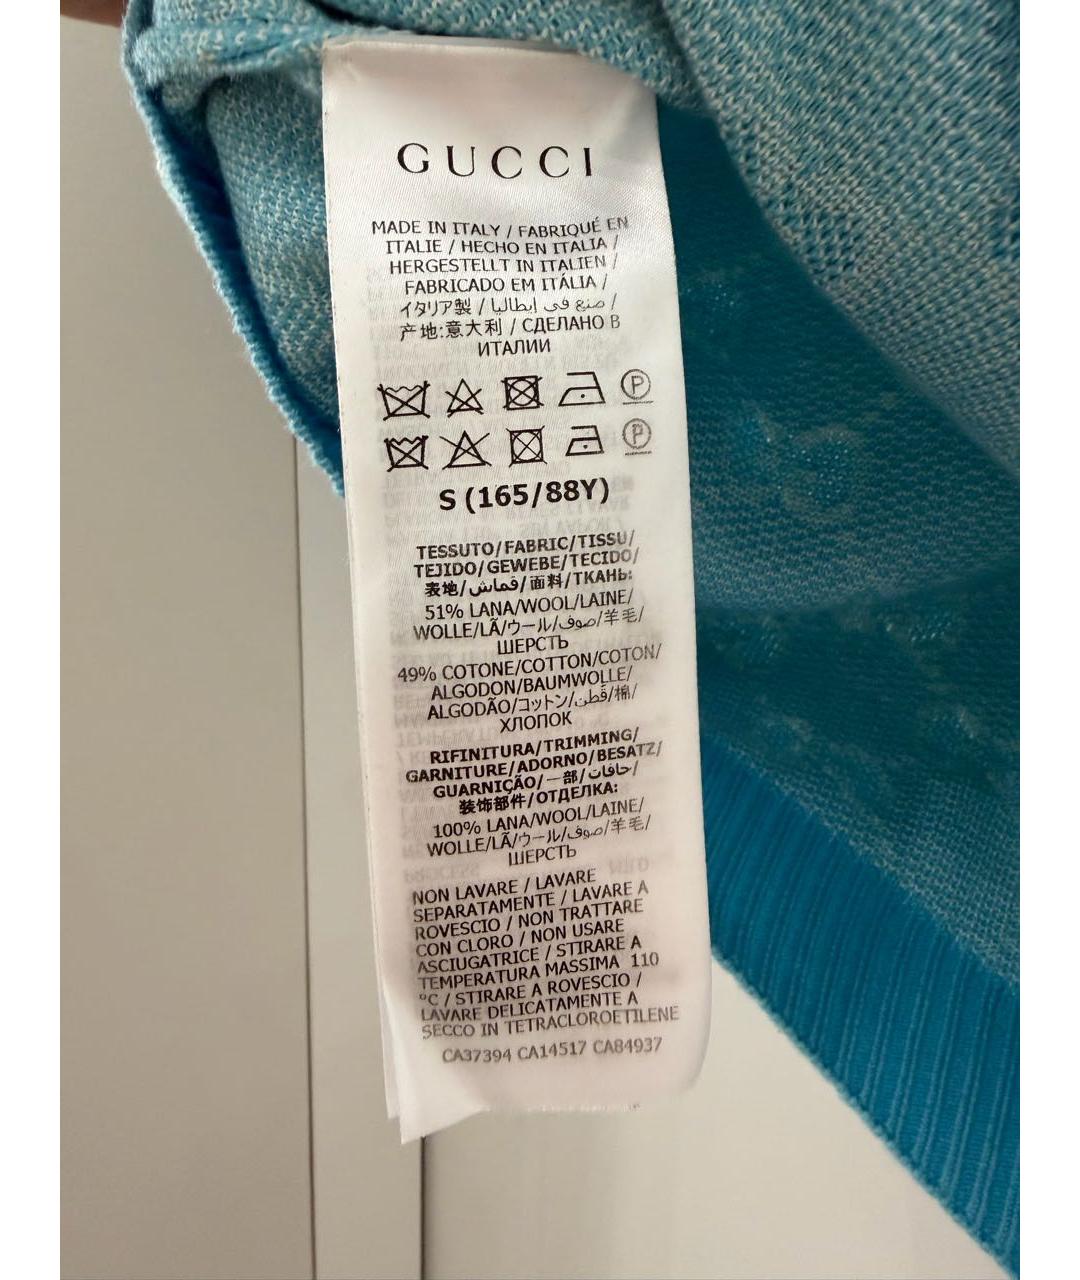 GUCCI
MADE IN ITALY / FABRIQUÉ EN
ITALIE / HECHO EN ITALIA /
HERGESTELLT IN ITALIEN /
FABRICADO EM ITÁLIA /
イタリア製 / صنع في إيطاليا /
产地:意大利 / СДЕЛАНО В
ИТАЛИИ
S (165/88Y)
TESSUTO/FABRIC/TISSU/
TEJIDO/GEWEBE/TECIDO/
表地/قماش/面料/ТКАНЬ:
51% LANA/WOOL/LAINE/
WOLLE/LÃ/ウール/صوف/羊毛/
ШЕРСТЬ
49% COTONE/COTTON/COTON/
ALGODON/BAUMWOLLE/
ALGODÃO/コットン/قطن/棉/
ХЛОПОК
RIFINITURA/TRIMMING/
GARNITURE/ADORNO/BESATZ/
GUARNIÇÃO/一部/حافات/
装饰部件/ОТДЕЛКА:
100% LANA/WOOL/LAINE/
WOLLE/LÃ/ウール/صوف/羊毛/
ШЕРСТЬ
NON LAVARE / LAVARE
SEPARATAMENTE / LAVARE A
ROVESCIO / NON TRATTARE
CON CLORO / NON USARE
ASCIUGATRICE / STIRARE A
TEMPERATURA MASSIMA 110
°C / STIRARE A ROVESCIO /
LAVARE DELICATAMENTE A
SECCO IN TETRACLOROETILENE
CA37394 CA14517 CA84937